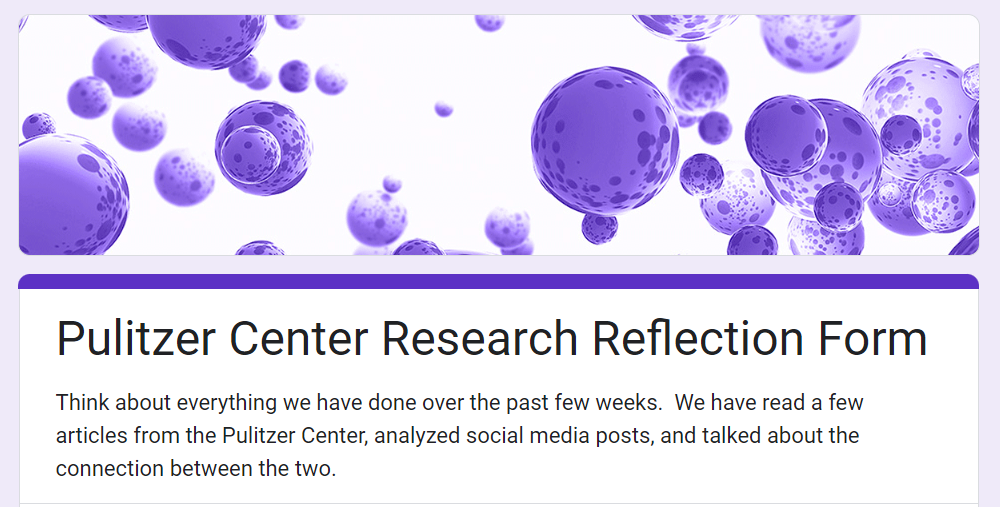 Pulitzer Center Research Reflection Form
Think about everything we have done over the past few weeks.  We have read a few
articles from the Pulitzer Center, analyzed social media posts, and talked about the
connection between the two.